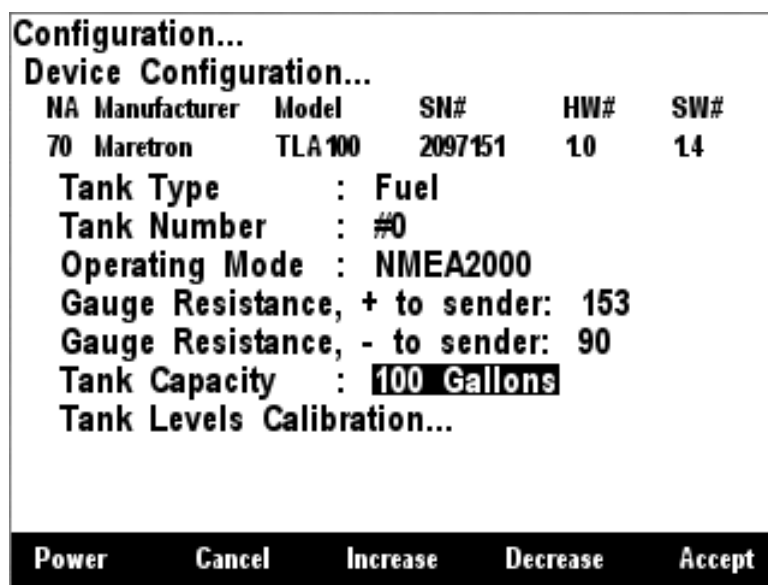 Configuration...
Device Configuration...
NA Manufacturer Model SN# HW# SW#
70 Maretron TLA100 2097151 1.0 1.4
Tank Type : Fuel
Tank Number : #0
Operating Mode : NMEA2000
Gauge Resistance, + to sender: 153
Gauge Resistance, - to sender: 90
Tank Capacity : 100 Gallons
Tank Levels Calibration...
Power Cancel Increase Decrease Accept